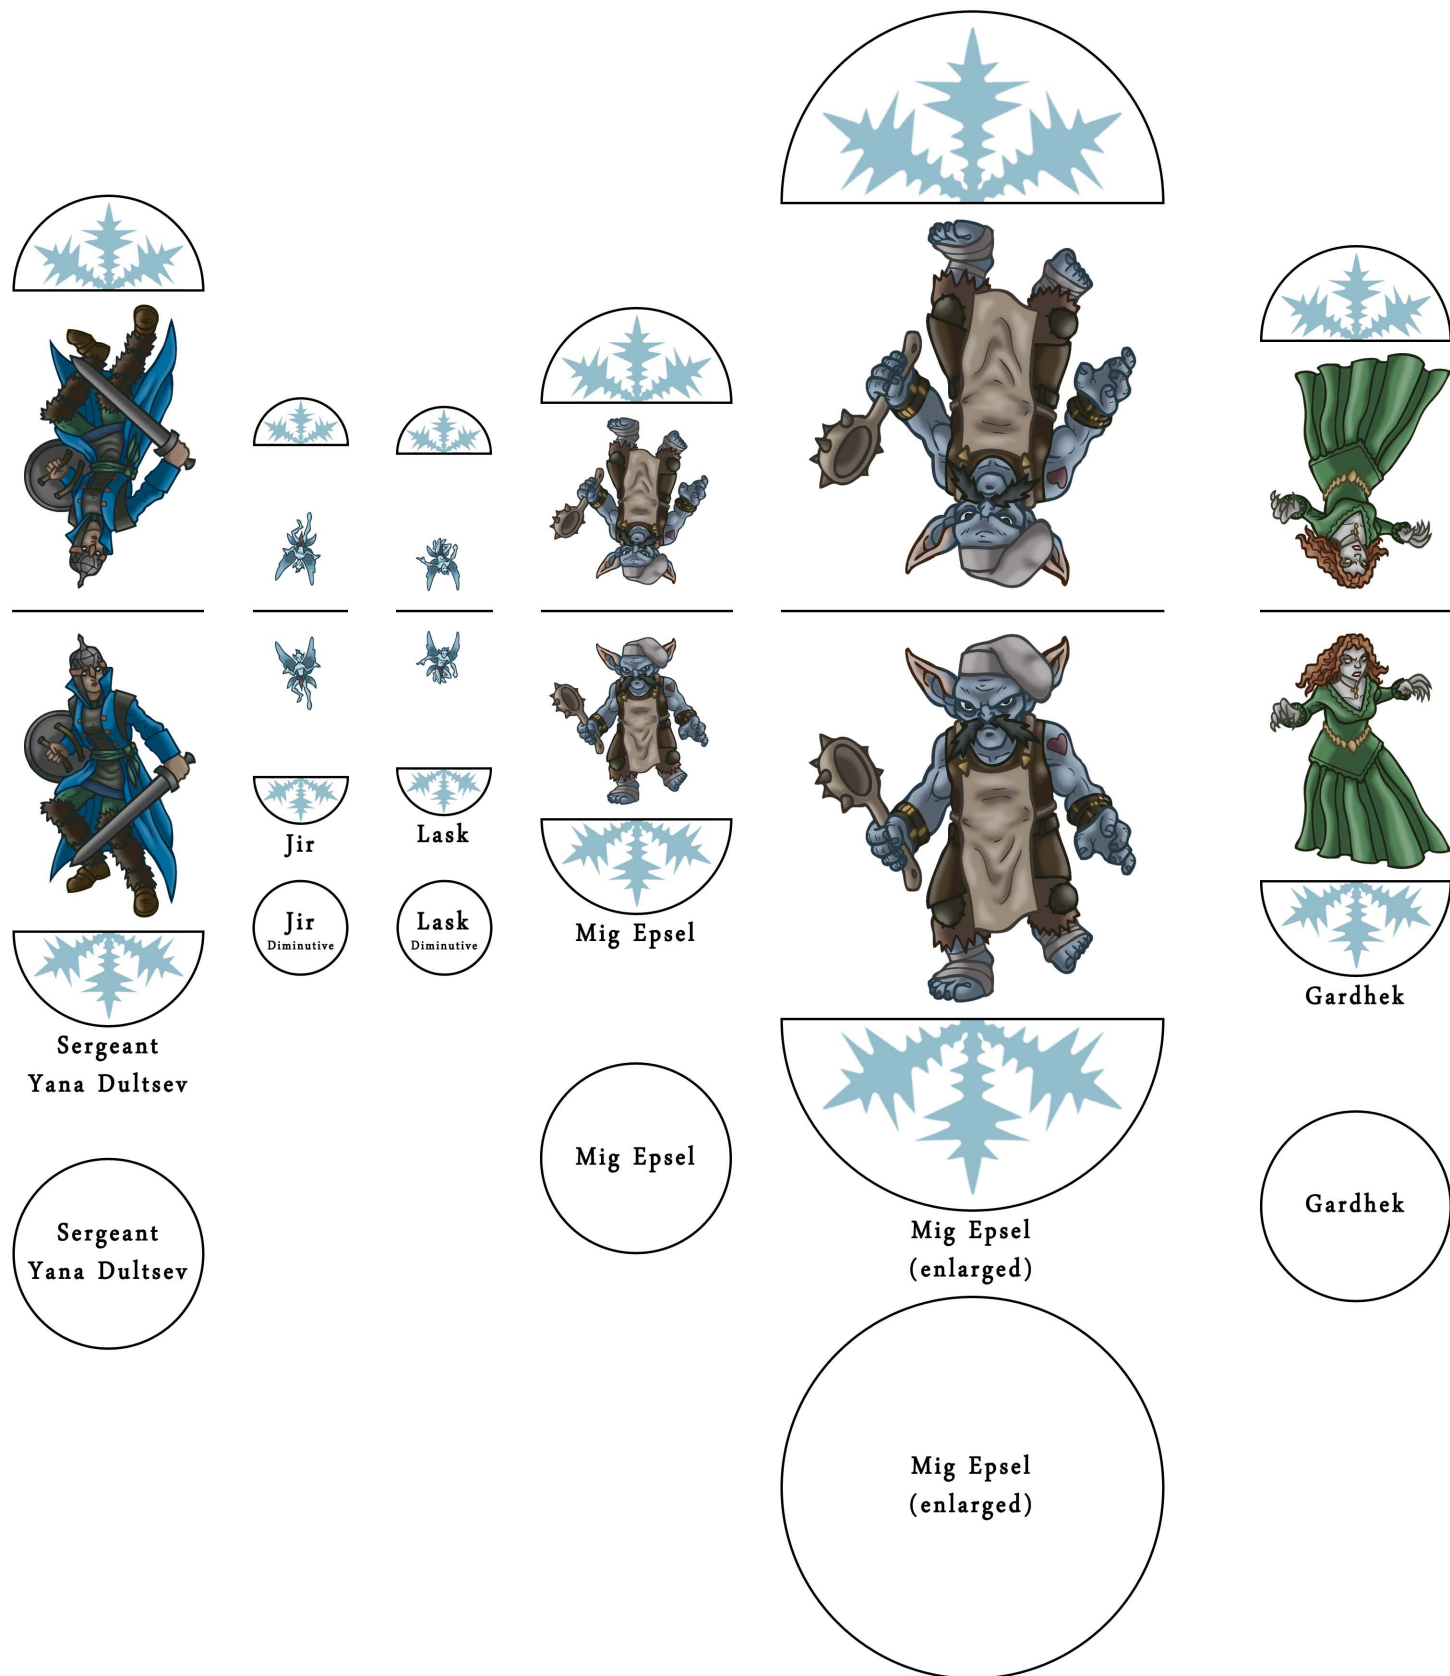 Sergeant
Yana Dultsev
Sergeant
Yana Dultsev
Jir
Jir
Diminutive
Lask
Lask
Diminutive
Mig Epsel
Mig Epsel
Mig Epsel
(enlarged)
Mig Epsel
(enlarged)
Gardhek
Gardhek